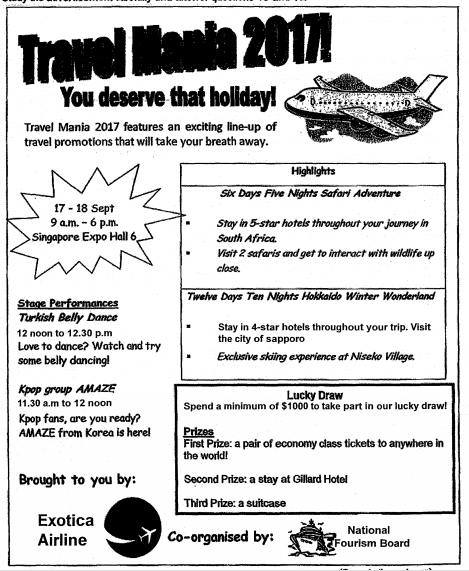 Travel Mania 2017!
You deserve that holiday!
Travel Mania 2017 features an exciting line-up of
travel promotions that will take your breath away.
17 - 18 Sept
9 a.m. – 6 p.m.
Singapore Expo Hall 6
Highlights
Six Days Five Nights Safari Adventure
▪ Stay in 5-star hotels throughout your journey in
South Africa.
▪ Visit 2 safaris and get to interact with wildlife up
close.
Twelve Days Ten Nights Hokkaido Winter Wonderland
▪ Stay in 4-star hotels throughout your trip. Visit
the city of sapporo
▪ Exclusive skiing experience at Niseko Village.
Stage Performances
Turkish Belly Dance
12 noon to 12.30 p.m
Love to dance? Watch and try
some belly dancing!
Kpop group AMAZE
11.30 a.m to 12 noon
Kpop fans, are you ready?
AMAZE from Korea is here!
Lucky Draw
Spend a minimum of $1000 to take part in our lucky draw!
Prizes
First Prize: a pair of economy class tickets to anywhere in
the world!
Second Prize: a stay at Gillard Hotel
Third Prize: a suitcase
Brought to you by:
Exotica
Airline
Co-organised by:
National
Tourism Board